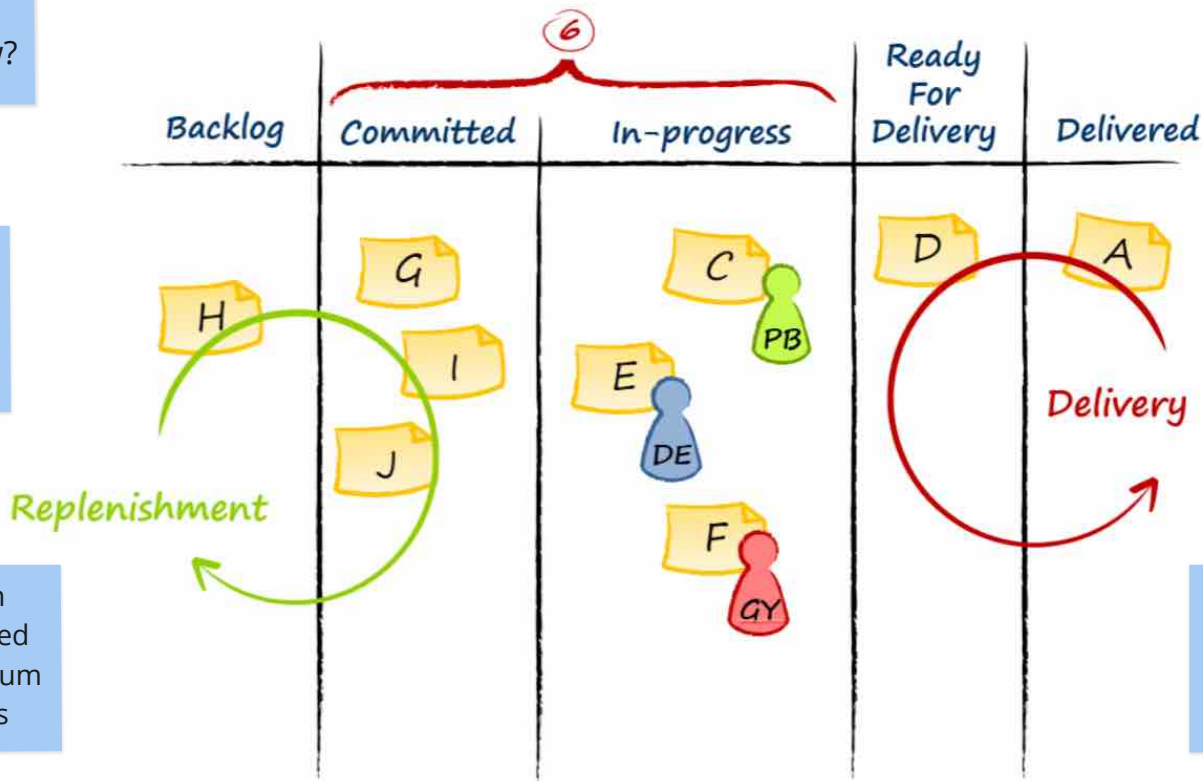 6
Backlog
Committed
In-progress
Ready
For
Delivery
Delivered
H
G
I
J
C
PB
E
DE
F
GY
D
A
Replenishment
Delivery
ed
um
s